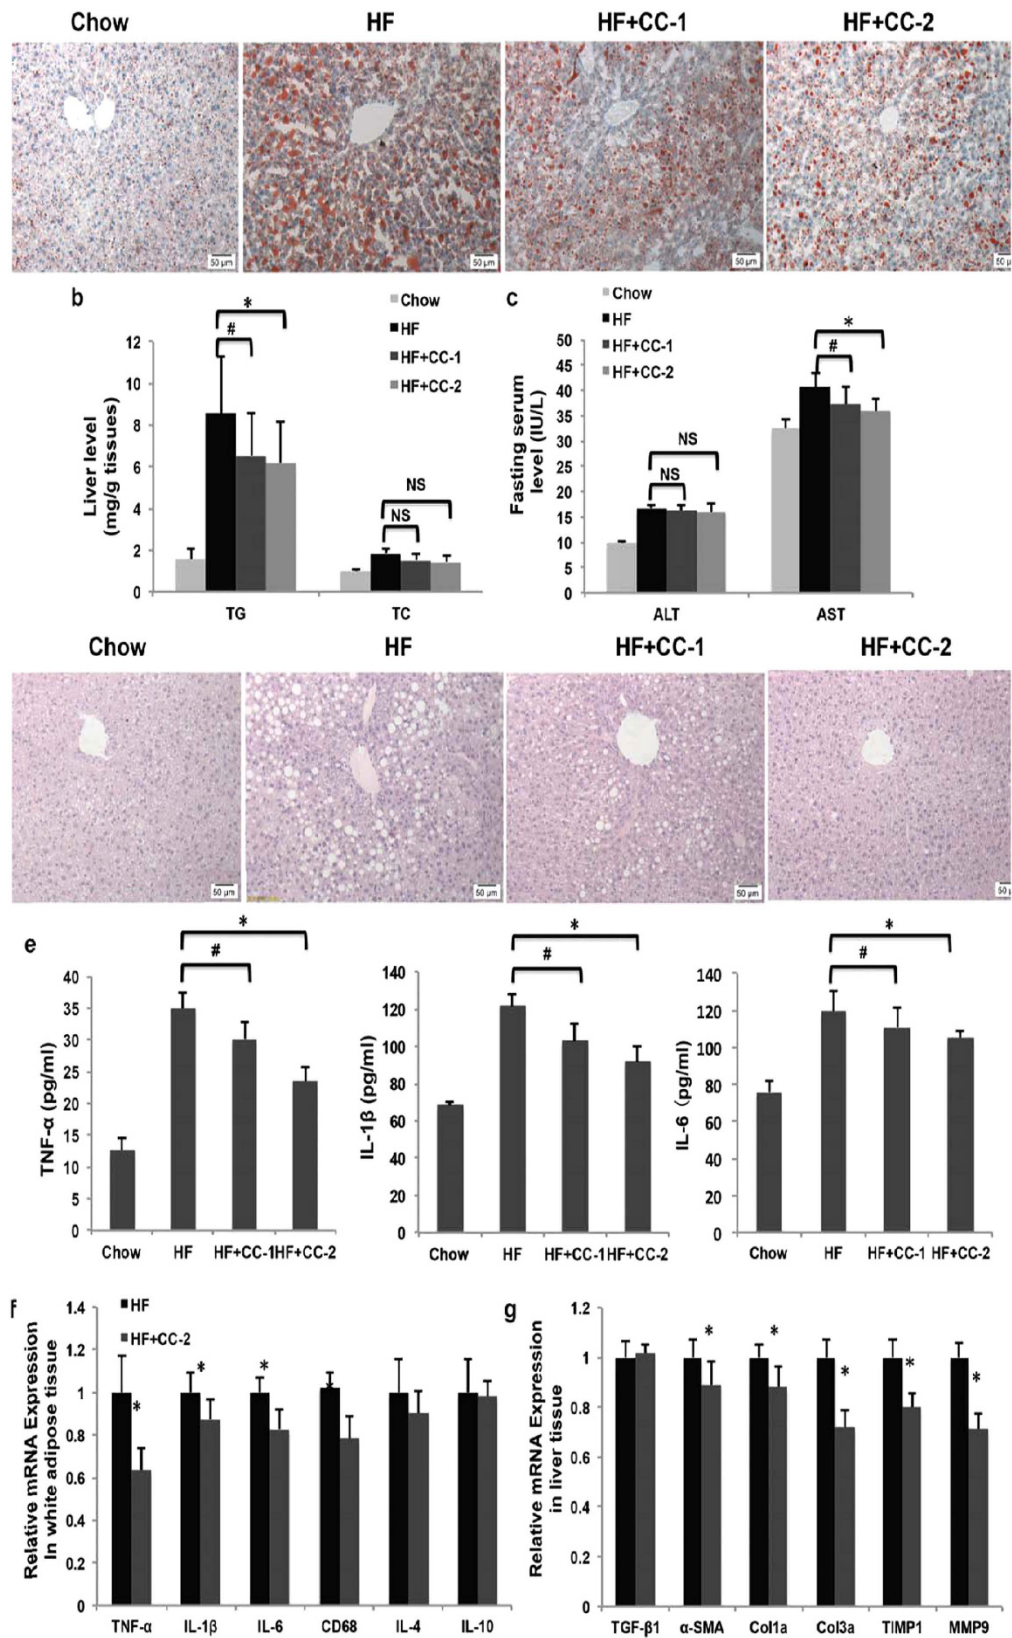 Chow HF HF+CC-1 HF+CC-2
50 μm 50 μm 50 μm 50 μ
b
* #
Chow
HF
HF+CC-1
HF+CC-2
Liver level
(mg/g tissues)
12
10
8
6
4
2
0
NS
NS
TG TC
c
Chow
HF
HF+CC-1
HF+CC-2
Fasting serum
level (IU/L)
50
45
40
35
30
25
20
15
10
5
0
NS
NS
*
#
ALT AST
Chow HF HF+CC-1 HF+CC-2
50 μm 50 μm 50 μm 50 μ
e
*
#
TNF-α (pg/ml)
40
35
30
25
20
15
10
5
0
Chow HF HF+CC-1HF+CC-2
*
#
IL-1β (pg/ml)
140
120
100
80
60
40
20
0
Chow HF HF+CC-1HF+CC-2
*
#
IL-6 (pg/ml)
140
120
100
80
60
40
20
0
Chow HF HF+CC-1 HF+CC-2
f
HF
HF+CC-2
Relative mRNA Expression
In white adipose tissue
1.4
1.2
1
0.8
0.6
0.4
0.2
0
* * * *
TNF-α IL-1β IL-6 CD68 IL-4 IL-10
g
Relative mRNA Expression
in liver tissue
1.2
1
0.8
0.6
0.4
0.2
0
* * * * *
TGF-β1 α-SMA Col1a Col3a TIMP1 MMP9